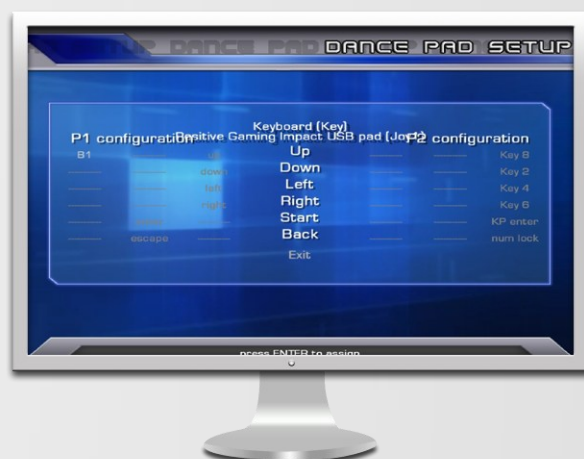 DANCE PAD SETUP
Keyboard (Key)
Positive Gaming Impact USB pad (Joy1)
P1 configuration
P2 configuration
B1 up Up Key 8
down Down Key 2
left Left Key 4
right Right Key 6
Start KP enter
escape Back num lock
Exit
press ENTER to assign